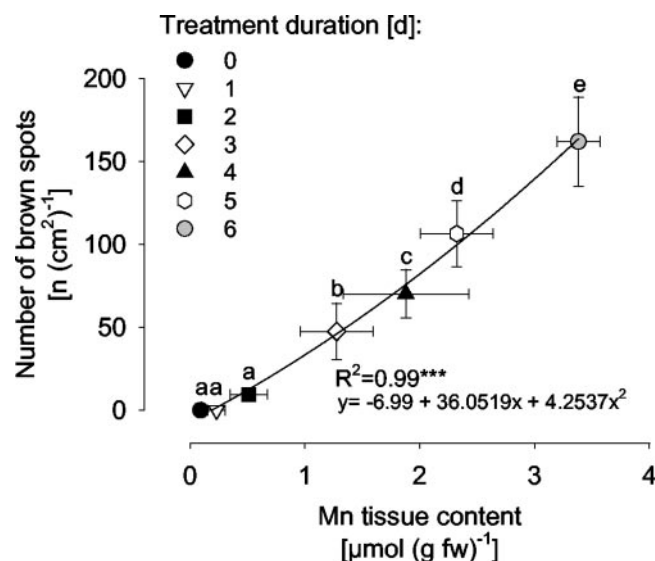 Treatment duration [d]:
0
1
2
3
4
5
6
200
150
100
50
0
Number of brown spots
[n (cm²)⁻¹]
aa
a
b
c
d
e
R²=0.99***
y= -6.99 + 36.0519x + 4.2537x²
0 1 2 3 4
Mn tissue content
[µmol (g fw)⁻¹]